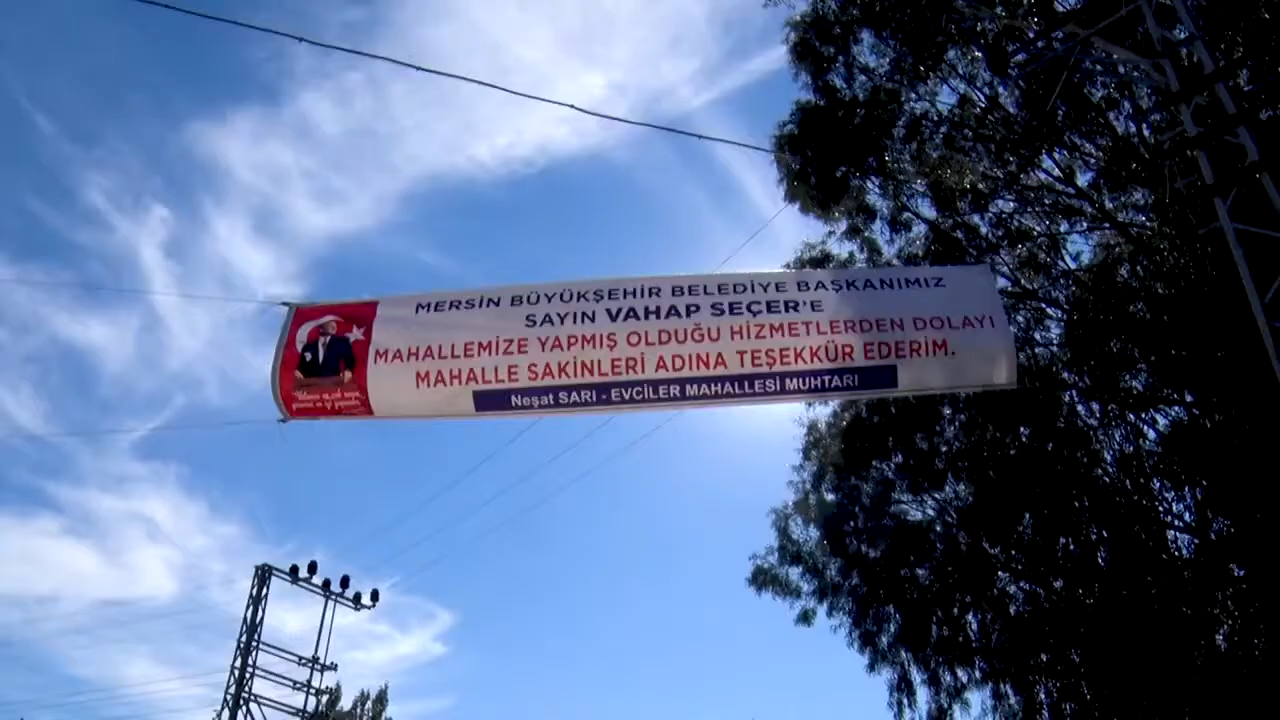 MERSİN BÜYÜKŞEHİR BELEDİYE BAŞKANIMIZ
SAYIN VAHAP SEÇER'E
MAHALLEMİZE YAPMIŞ OLDUĞU HİZMETLERDEN DOLAYI
MAHALLE SAKİNLERİ ADINA TEŞEKKÜR EDERİM.
Neşat SARI - EVCİLER MAHALLESİ MUHTARI